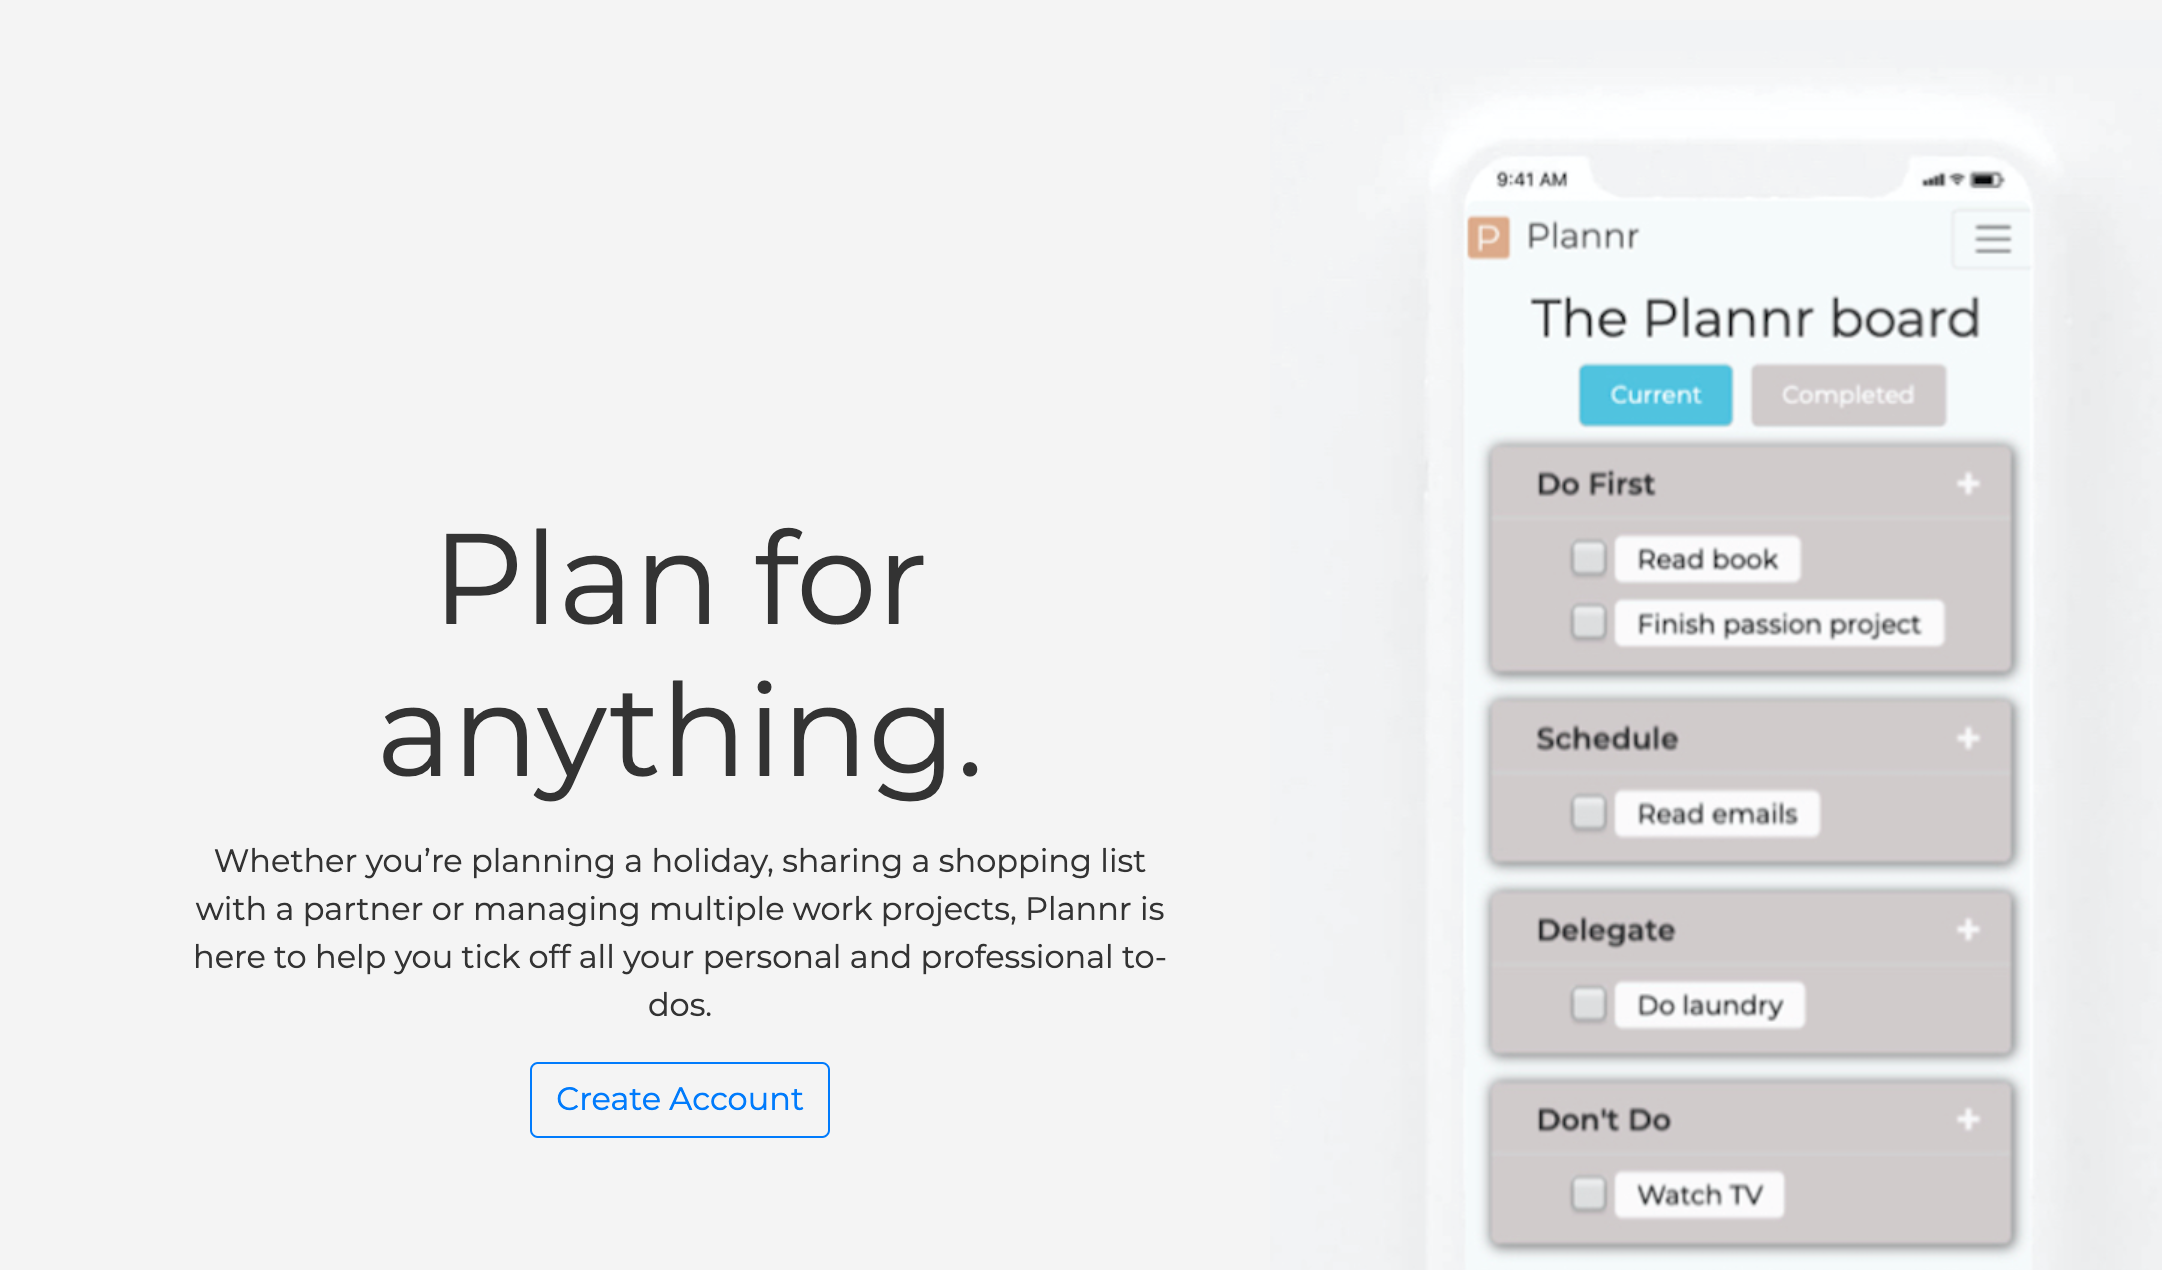 Plan for
anything.
Whether you’re planning a holiday, sharing a shopping list
with a partner or managing multiple work projects, Plannr is
here to help you tick off all your personal and professional to-
dos.
Create Account
9:41 AM
P Plannr
The Plannr board
Current Completed
Do First +
Read book
Finish passion project
Schedule +
Read emails
Delegate +
Do laundry
Don't Do +
Watch TV